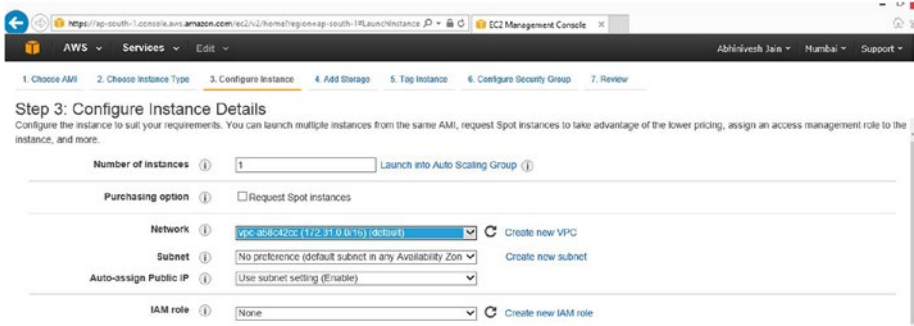 https://ap-south-1.console.aws.amazon.com/ec2/v2/home?region=ap-south-1#LaunchInstance EC2 Management Console
AWS Services Edit Abhinivesh Jain Mumbai Support
1. Choose AMI 2. Choose Instance Type 3. Configure Instance 4. Add Storage 5. Tag Instance 6. Configure Security Group 7. Review
Step 3: Configure Instance Details
Configure the instance to suit your requirements. You can launch multiple instances from the same AMI, request Spot instances to take advantage of the lower pricing, assign an access management role to the
instance, and more.
Number of instances 1 Launch into Auto Scaling Group
Purchasing option Request Spot instances
Network (172.31.0.0/16) (default) Create new VPC
Subnet No preference (default subnet in any Availability Zon Create new subnet
Auto-assign Public IP Use subnet setting (Enable)
IAM role None Create new IAM role